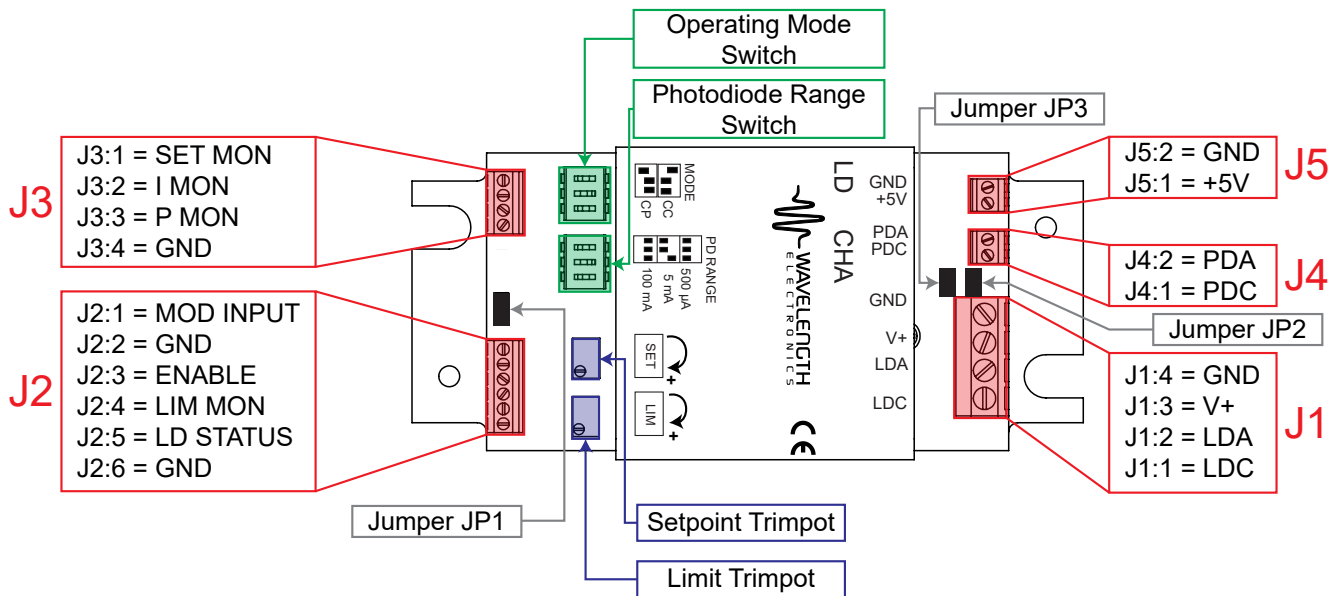 Operating Mode
Switch
Photodiode Range
Switch
Jumper JP3
J3
J3:1 = SET MON
J3:2 = I MON
J3:3 = P MON
J3:4 = GND
J2
J2:1 = MOD INPUT
J2:2 = GND
J2:3 = ENABLE
J2:4 = LIM MON
J2:5 = LD STATUS
J2:6 = GND
Jumper JP1
MODE
CC
CP
PD RANGE
500 µA
5 mA
100 mA
SET
+
LIM
+
WAVELENGTH
ELECTRONICS
CE
LD CHA
GND
+5V
PDA
PDC
GND
V+
LDA
LDC
J5:2 = GND
J5:1 = +5V
J5
J4:2 = PDA
J4:1 = PDC
J4
Jumper JP2
J1:4 = GND
J1:3 = V+
J1:2 = LDA
J1:1 = LDC
J1
Setpoint Trimpot
Limit Trimpot